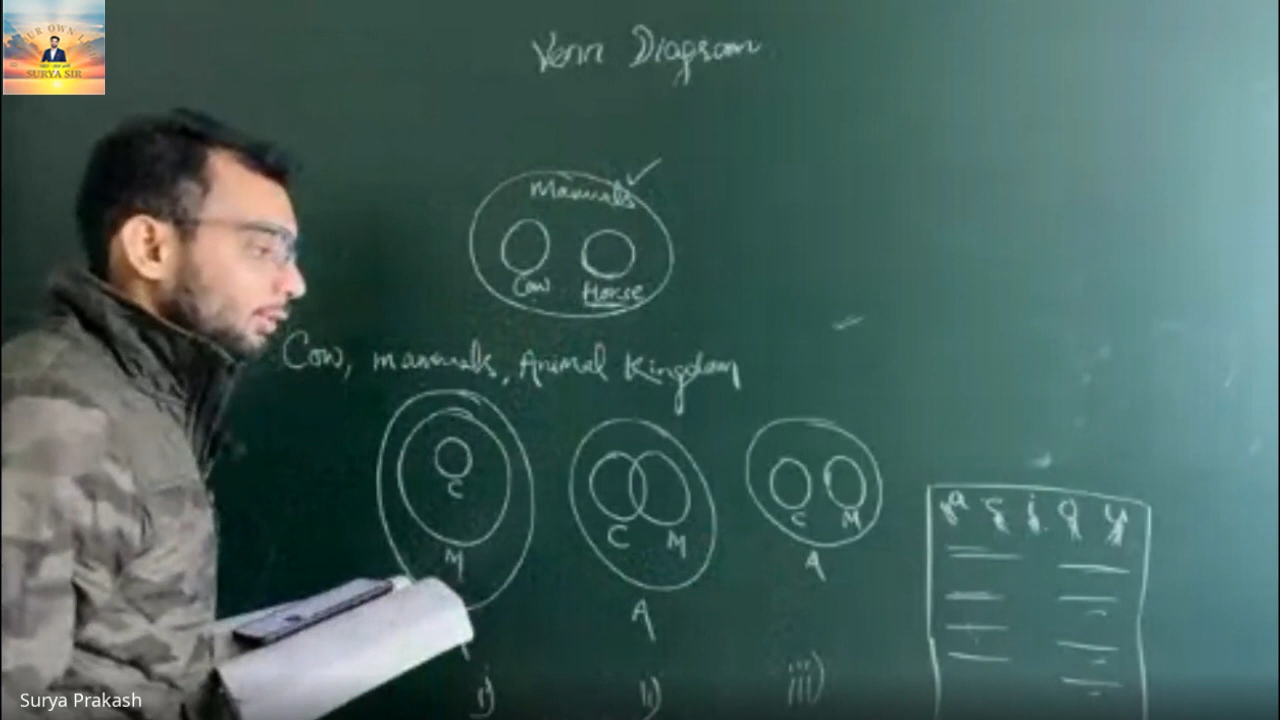 SURYA SIR
Venn Diagram
Mammals
Cow Horse
Cow, mammals, Animal Kingdom
C
C M
C M
M
A
A
i) ii) iii)
Surya Prakash